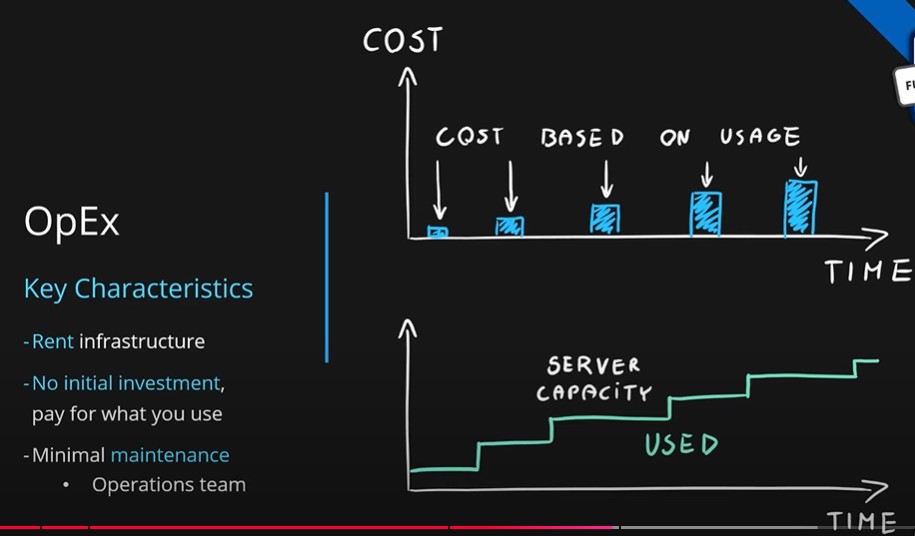 COST
COST BASED ON USAGE
TIME
OpEx
Key Characteristics
- Rent infrastructure
- No initial investment,
pay for what you use
- Minimal maintenance
• Operations team
SERVER
CAPACITY
USED
TIME